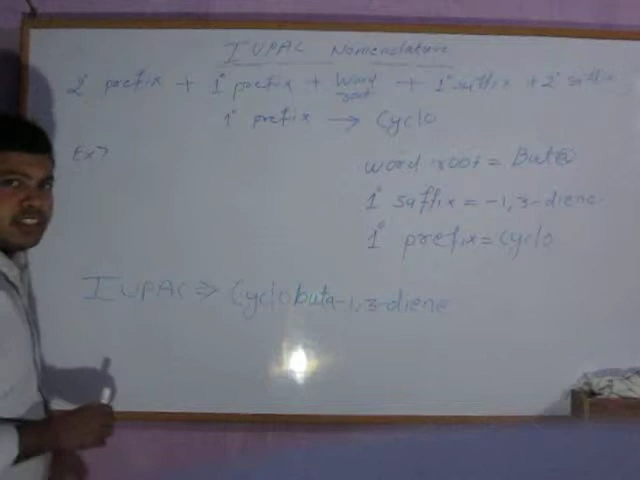 IUPAC Nomenclature
2° prefix + 1° prefix + Word root + 1° suffix + 2° suffix
1° prefix → Cyclo
Ex>
word root = Buta
1° suffix = -1,3-diene
1° prefix = Cyclo
IUPAC ⇒ Cyclobuta-1,3-diene